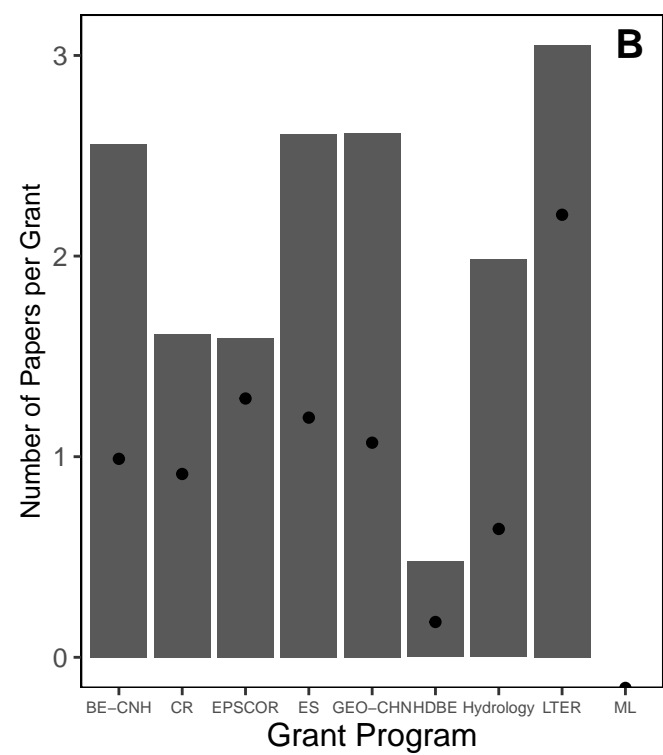 B
3
2
1
0
Number of Papers per Grant
BE−CNH CR EPSCOR ES GEO−CHN HDBE Hydrology LTER ML
Grant Program